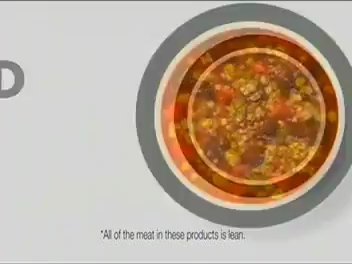 D
*All of the meat in these products is lean.